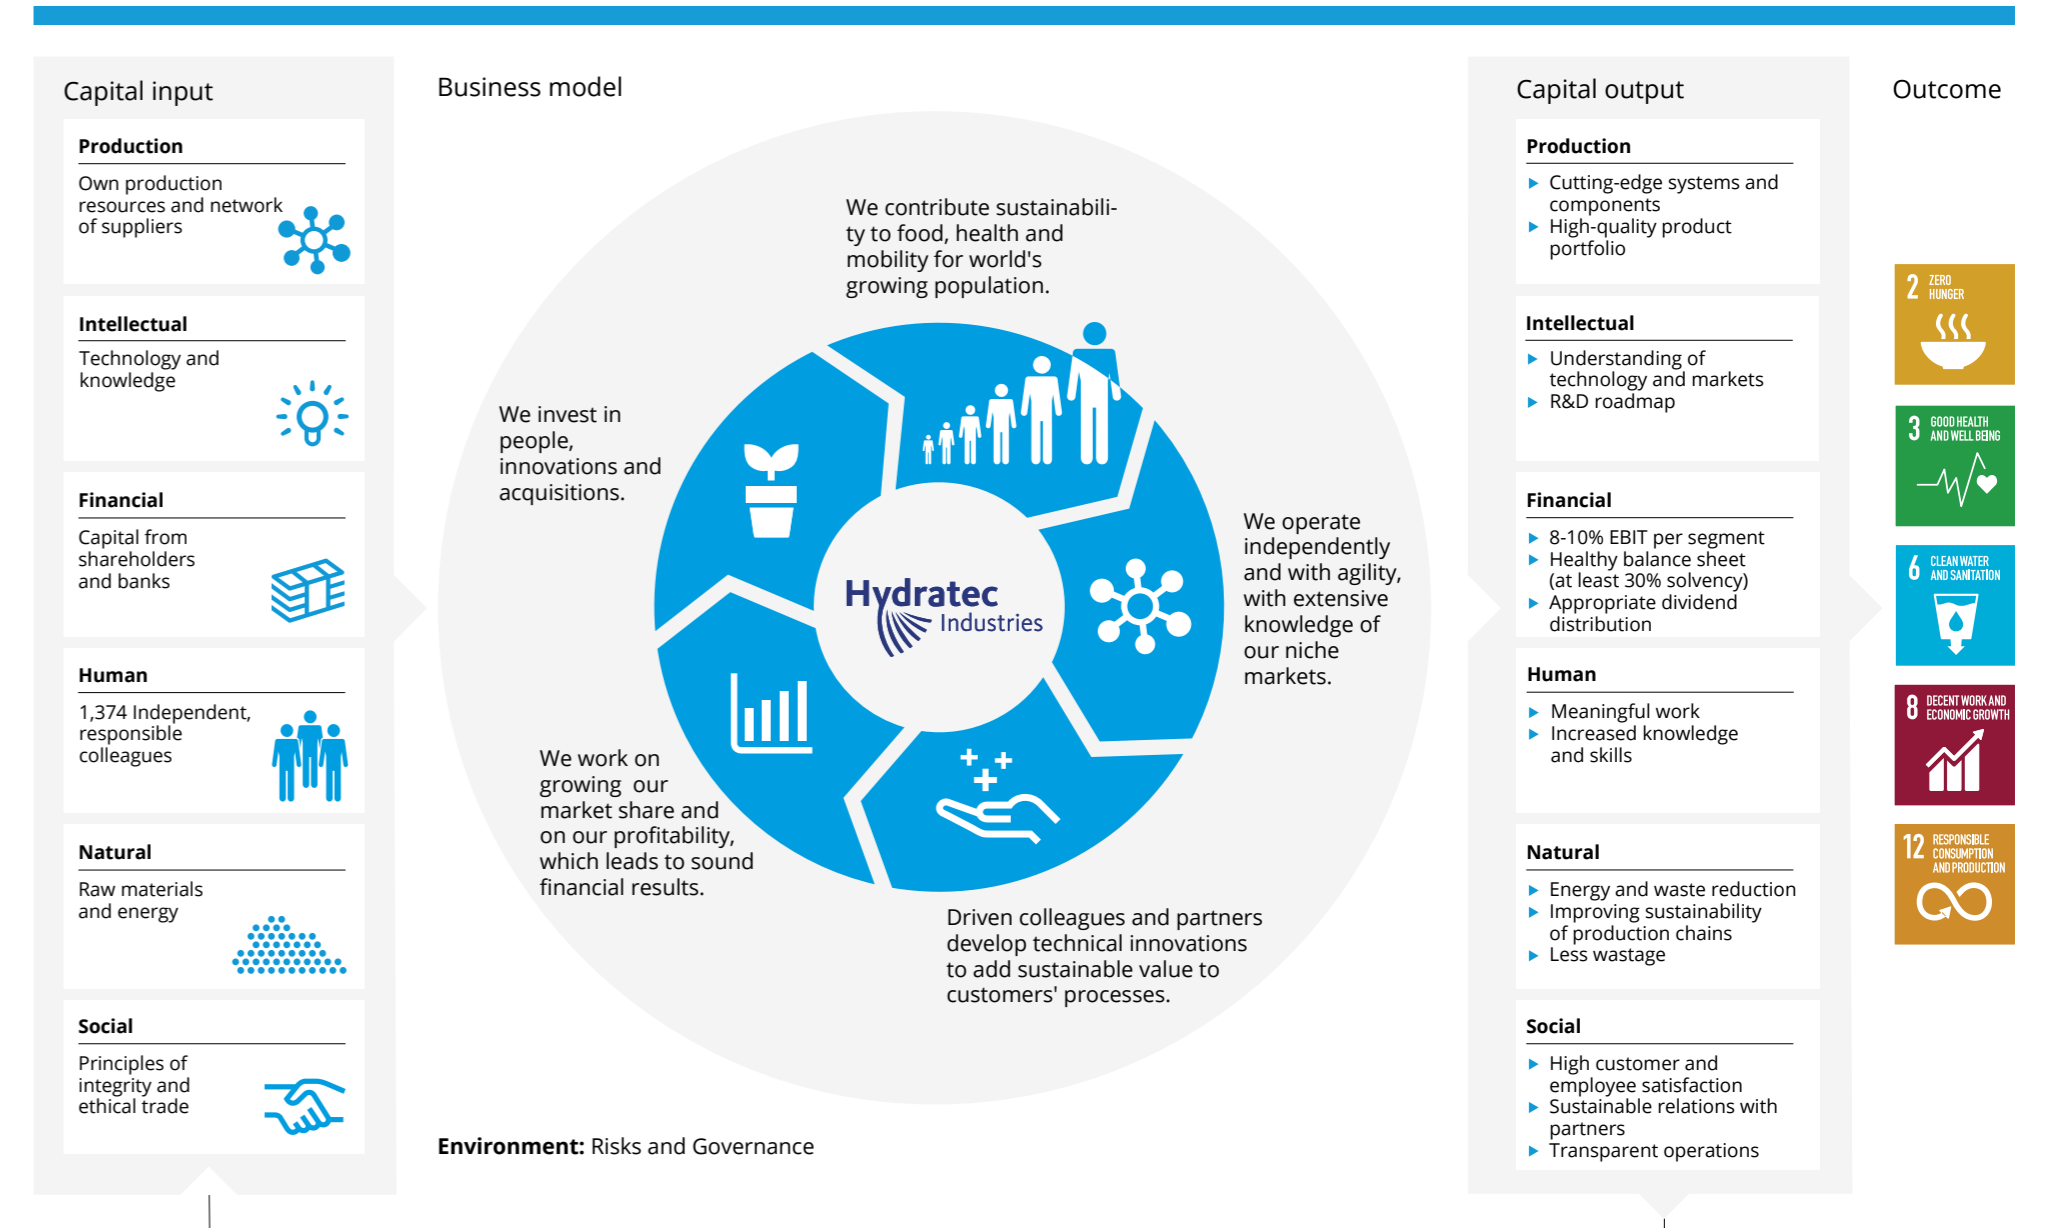 Capital input
Production
Own production
resources and network
of suppliers
Intellectual
Technology and
knowledge
Financial
Capital from
shareholders
and banks
Human
1,374 Independent,
responsible
colleagues
Natural
Raw materials
and energy
Social
Principles of
integrity and
ethical trade
Business model
We contribute sustainabili-
ty to food, health and
mobility for world's
growing population.
We invest in
people,
innovations and
acquisitions.
We operate
independently
and with agility,
with extensive
knowledge of
our niche
markets.
Hydratec
Industries
We work on
growing our
market share and
on our profitability,
which leads to sound
financial results.
Driven colleagues and partners
develop technical innovations
to add sustainable value to
customers' processes.
Environment: Risks and Governance
Capital output
Production
Cutting-edge systems and
components
High-quality product
portfolio
Intellectual
Understanding of
technology and markets
R&D roadmap
Financial
8-10% EBIT per segment
Healthy balance sheet
(at least 30% solvency)
Appropriate dividend
distribution
Human
Meaningful work
Increased knowledge
and skills
Natural
Energy and waste reduction
Improving sustainability
of production chains
Less wastage
Social
High customer and
employee satisfaction
Sustainable relations with
partners
Transparent operations
Outcome
2 ZERO
HUNGER
3 GOOD HEALTH
AND WELL BEING
6 CLEAN WATER
AND SANITATION
8 DECENT WORK AND
ECONOMIC GROWTH
12 RESPONSIBLE
CONSUMPTION
AND PRODUCTION